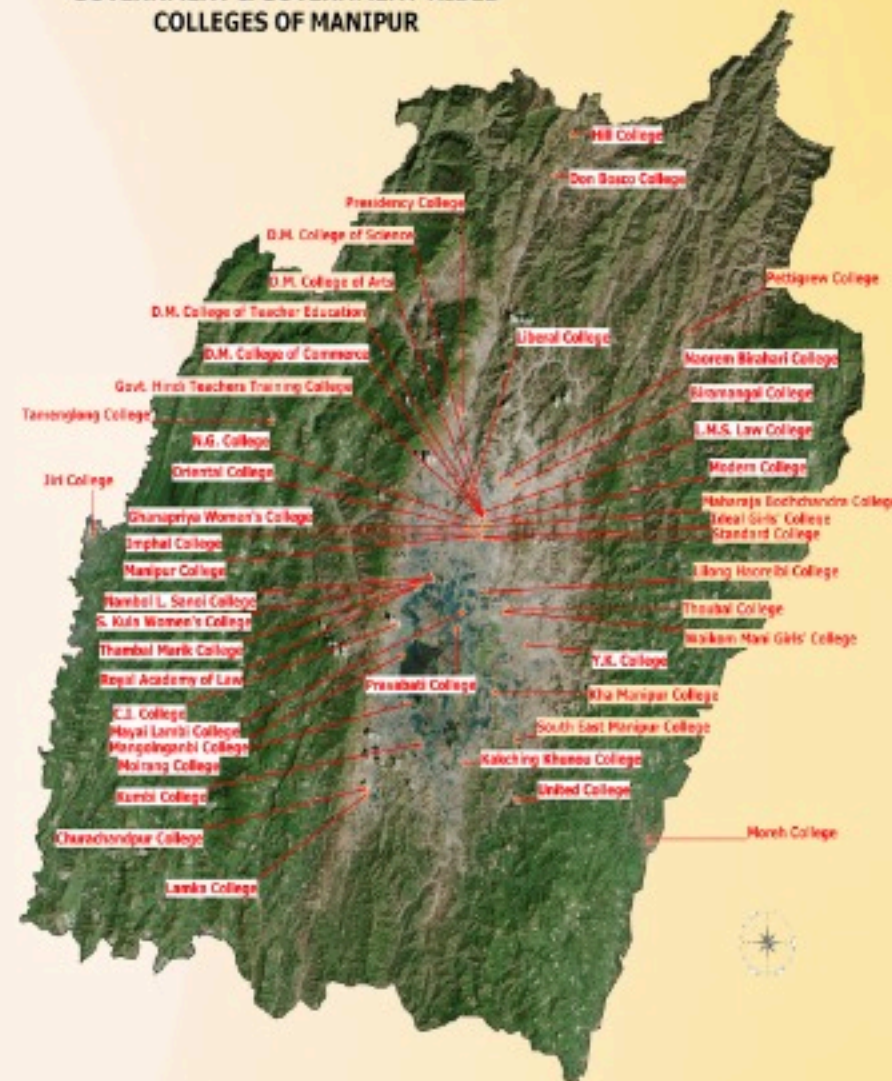 COLLEGES OF MANIPUR
Hill College
Don Bosco College
Presidency College
D.M. College of Science
Pettigrew College
D.M. College of Arts
D.M. College of Teacher Education
Liberal College
D.M. College of Commerce
Naorem Birahari College
Govt. Hindi Teachers Training College
Biramangol College
Tamenglong College
L.M.S. Law College
N.G. College
Oriental College
Modern College
Jiri College
Maharaja Bodhchandra College
Ghanapriya Women's College
Ideal Girls' College
Standard College
Imphal College
Manipur College
Lilong Haoreibi College
Nambol L. Sanoi College
Thoubal College
S. Kula Women's College
Waikom Mani Girls' College
Thambal Marik College
Y.K. College
Royal Academy of Law
Pravabati College
Kha Manipur College
C.I. College
South East Manipur College
Mayai Lambi College
Mangolnganbi College
Kakching Khunou College
Moirang College
United College
Kumbi College
Moreh College
Churachandpur College
Lamka College